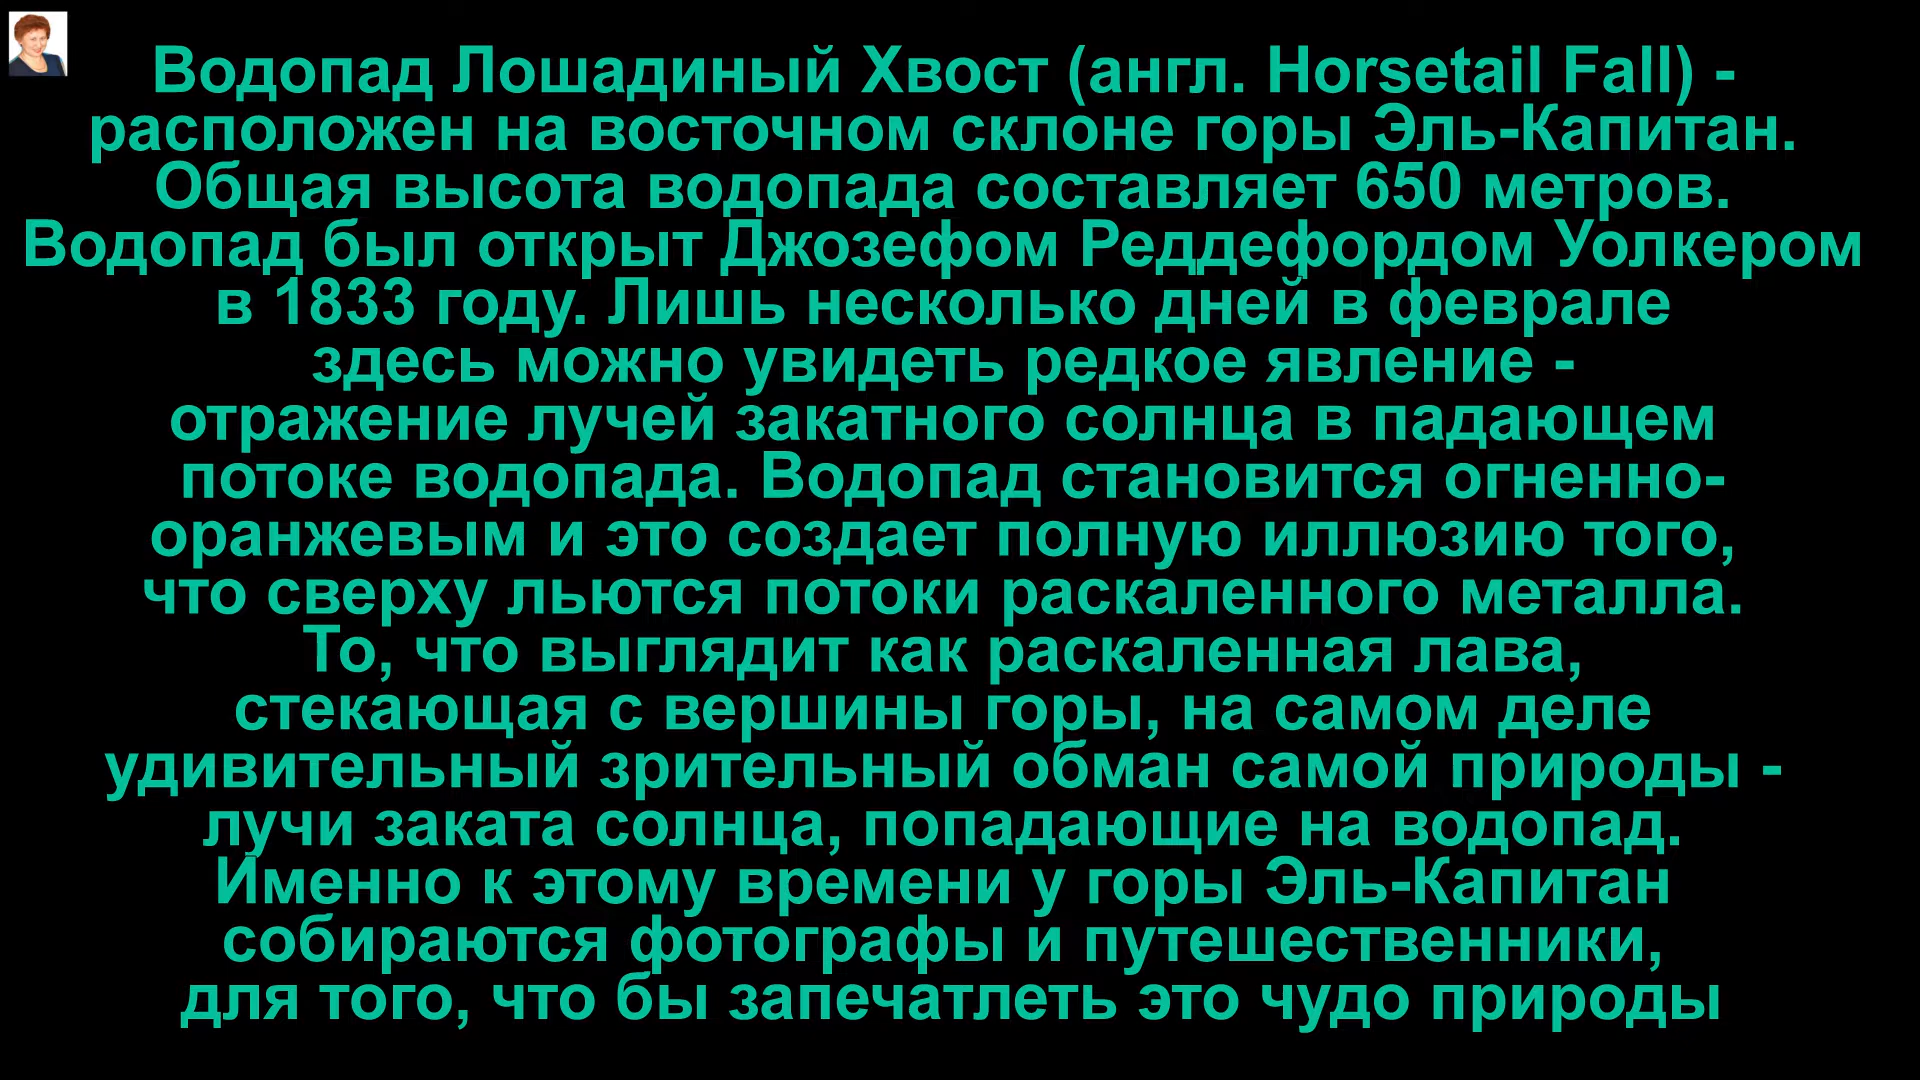 Водопад Лошадиный Хвост (англ. Horsetail Fall) -
расположен на восточном склоне горы Эль-Капитан.
Общая высота водопада составляет 650 метров.
Водопад был открыт Джозефом Реддефордом Уолкером
в 1833 году. Лишь несколько дней в феврале
здесь можно увидеть редкое явление -
отражение лучей закатного солнца в падающем
потоке водопада. Водопад становится огненно-
оранжевым и это создает полную иллюзию того,
что сверху льются потоки раскаленного металла.
То, что выглядит как раскаленная лава,
стекающая с вершины горы, на самом деле
удивительный зрительный обман самой природы -
лучи заката солнца, попадающие на водопад.
Именно к этому времени у горы Эль-Капитан
собираются фотографы и путешественники,
для того, что бы запечатлеть это чудо природы